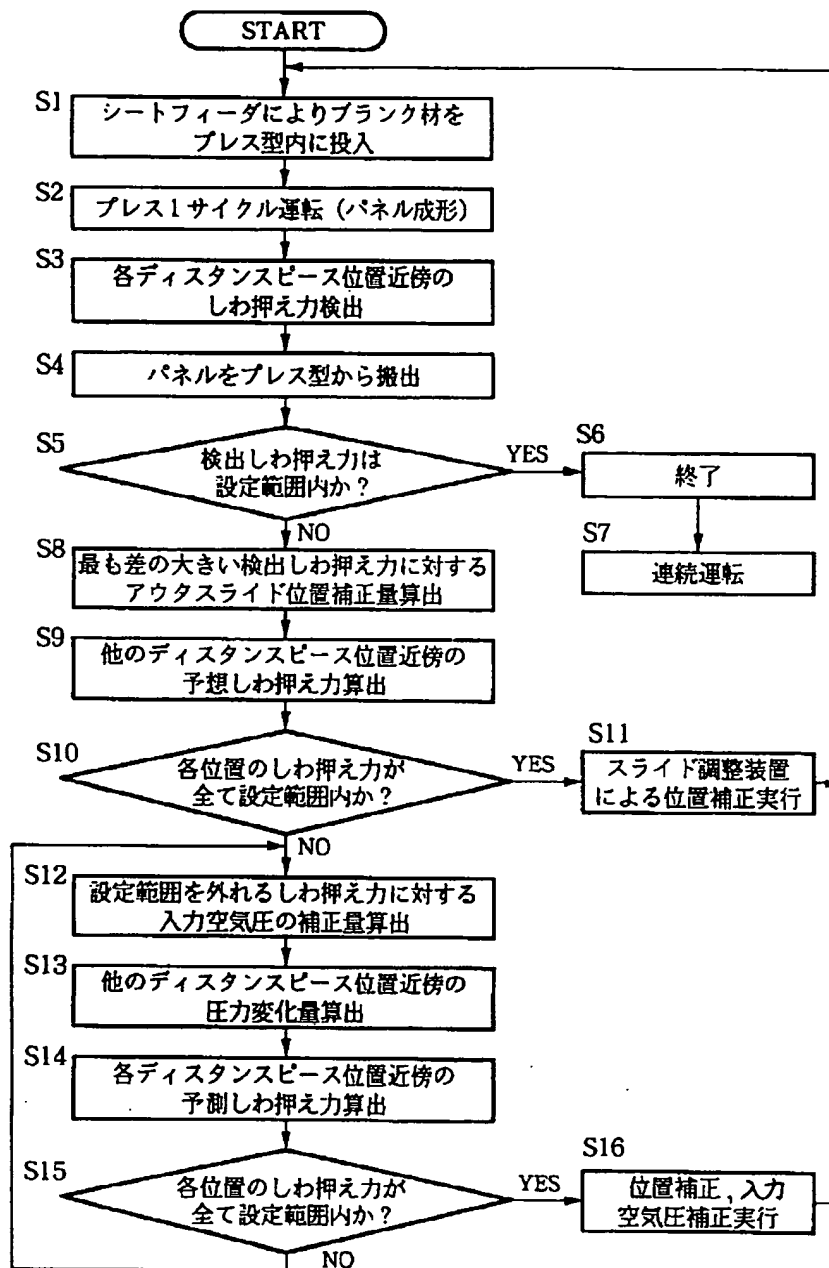 START
S1
シートフィーダによりブランク材を
プレス型内に投入
S2
プレス1サイクル運転（パネル成形）
S3
各ディスタンスピース位置近傍の
しわ押え力検出
S4
パネルをプレス型から搬出
S5
検出しわ押え力は
設定範囲内か？
YES
S6
終了
S7
連続運転
NO
S8
最も差の大きい検出しわ押え力に対する
アウタスライド位置補正量算出
S9
他のディスタンスピース位置近傍の
予想しわ押え力算出
S10
各位置のしわ押え力が
全て設定範囲内か？
YES
S11
スライド調整装置
による位置補正実行
NO
S12
設定範囲を外れるしわ押え力に対する
入力空気圧の補正量算出
S13
他のディスタンスピース位置近傍の
圧力変化量算出
S14
各ディスタンスピース位置近傍の
予測しわ押え力算出
S15
各位置のしわ押え力が
全て設定範囲内か？
YES
S16
位置補正，入力
空気圧補正実行
NO